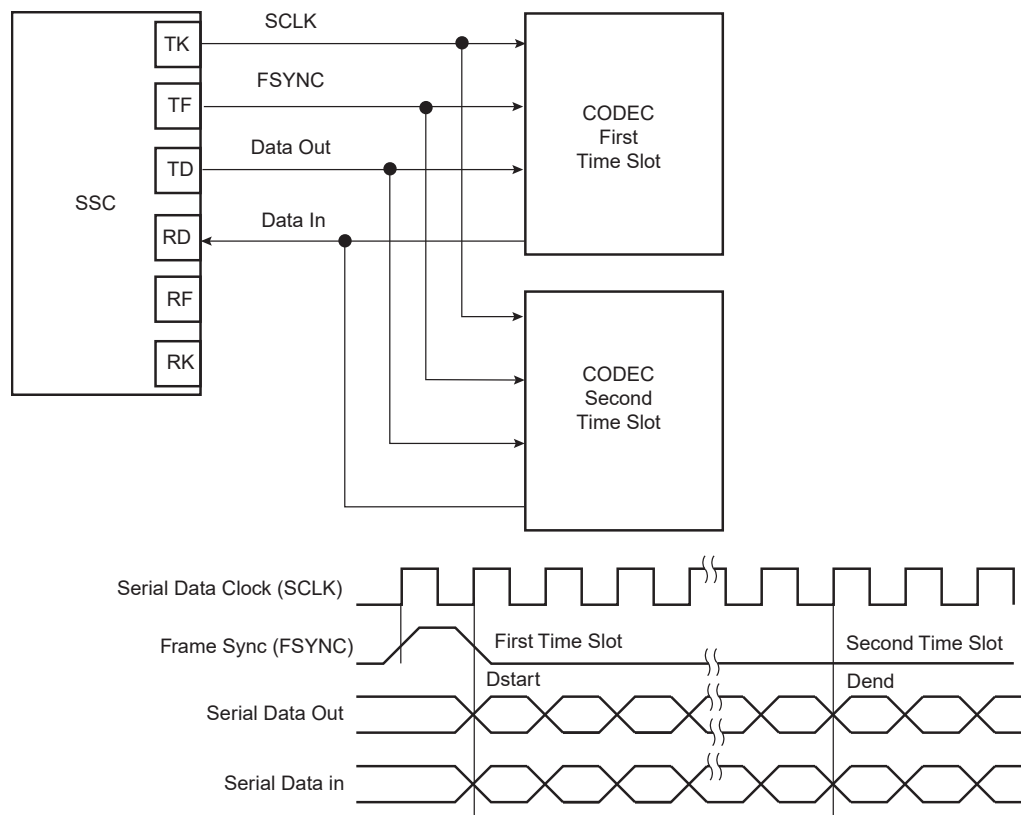 SSC
TK
TF
TD
RD
RF
RK
SCLK
FSYNC
Data Out
Data In
CODEC
First
Time Slot
CODEC
Second
Time Slot
Serial Data Clock (SCLK)
Frame Sync (FSYNC)
First Time Slot
Second Time Slot
Dstart
Dend
Serial Data Out
Serial Data in